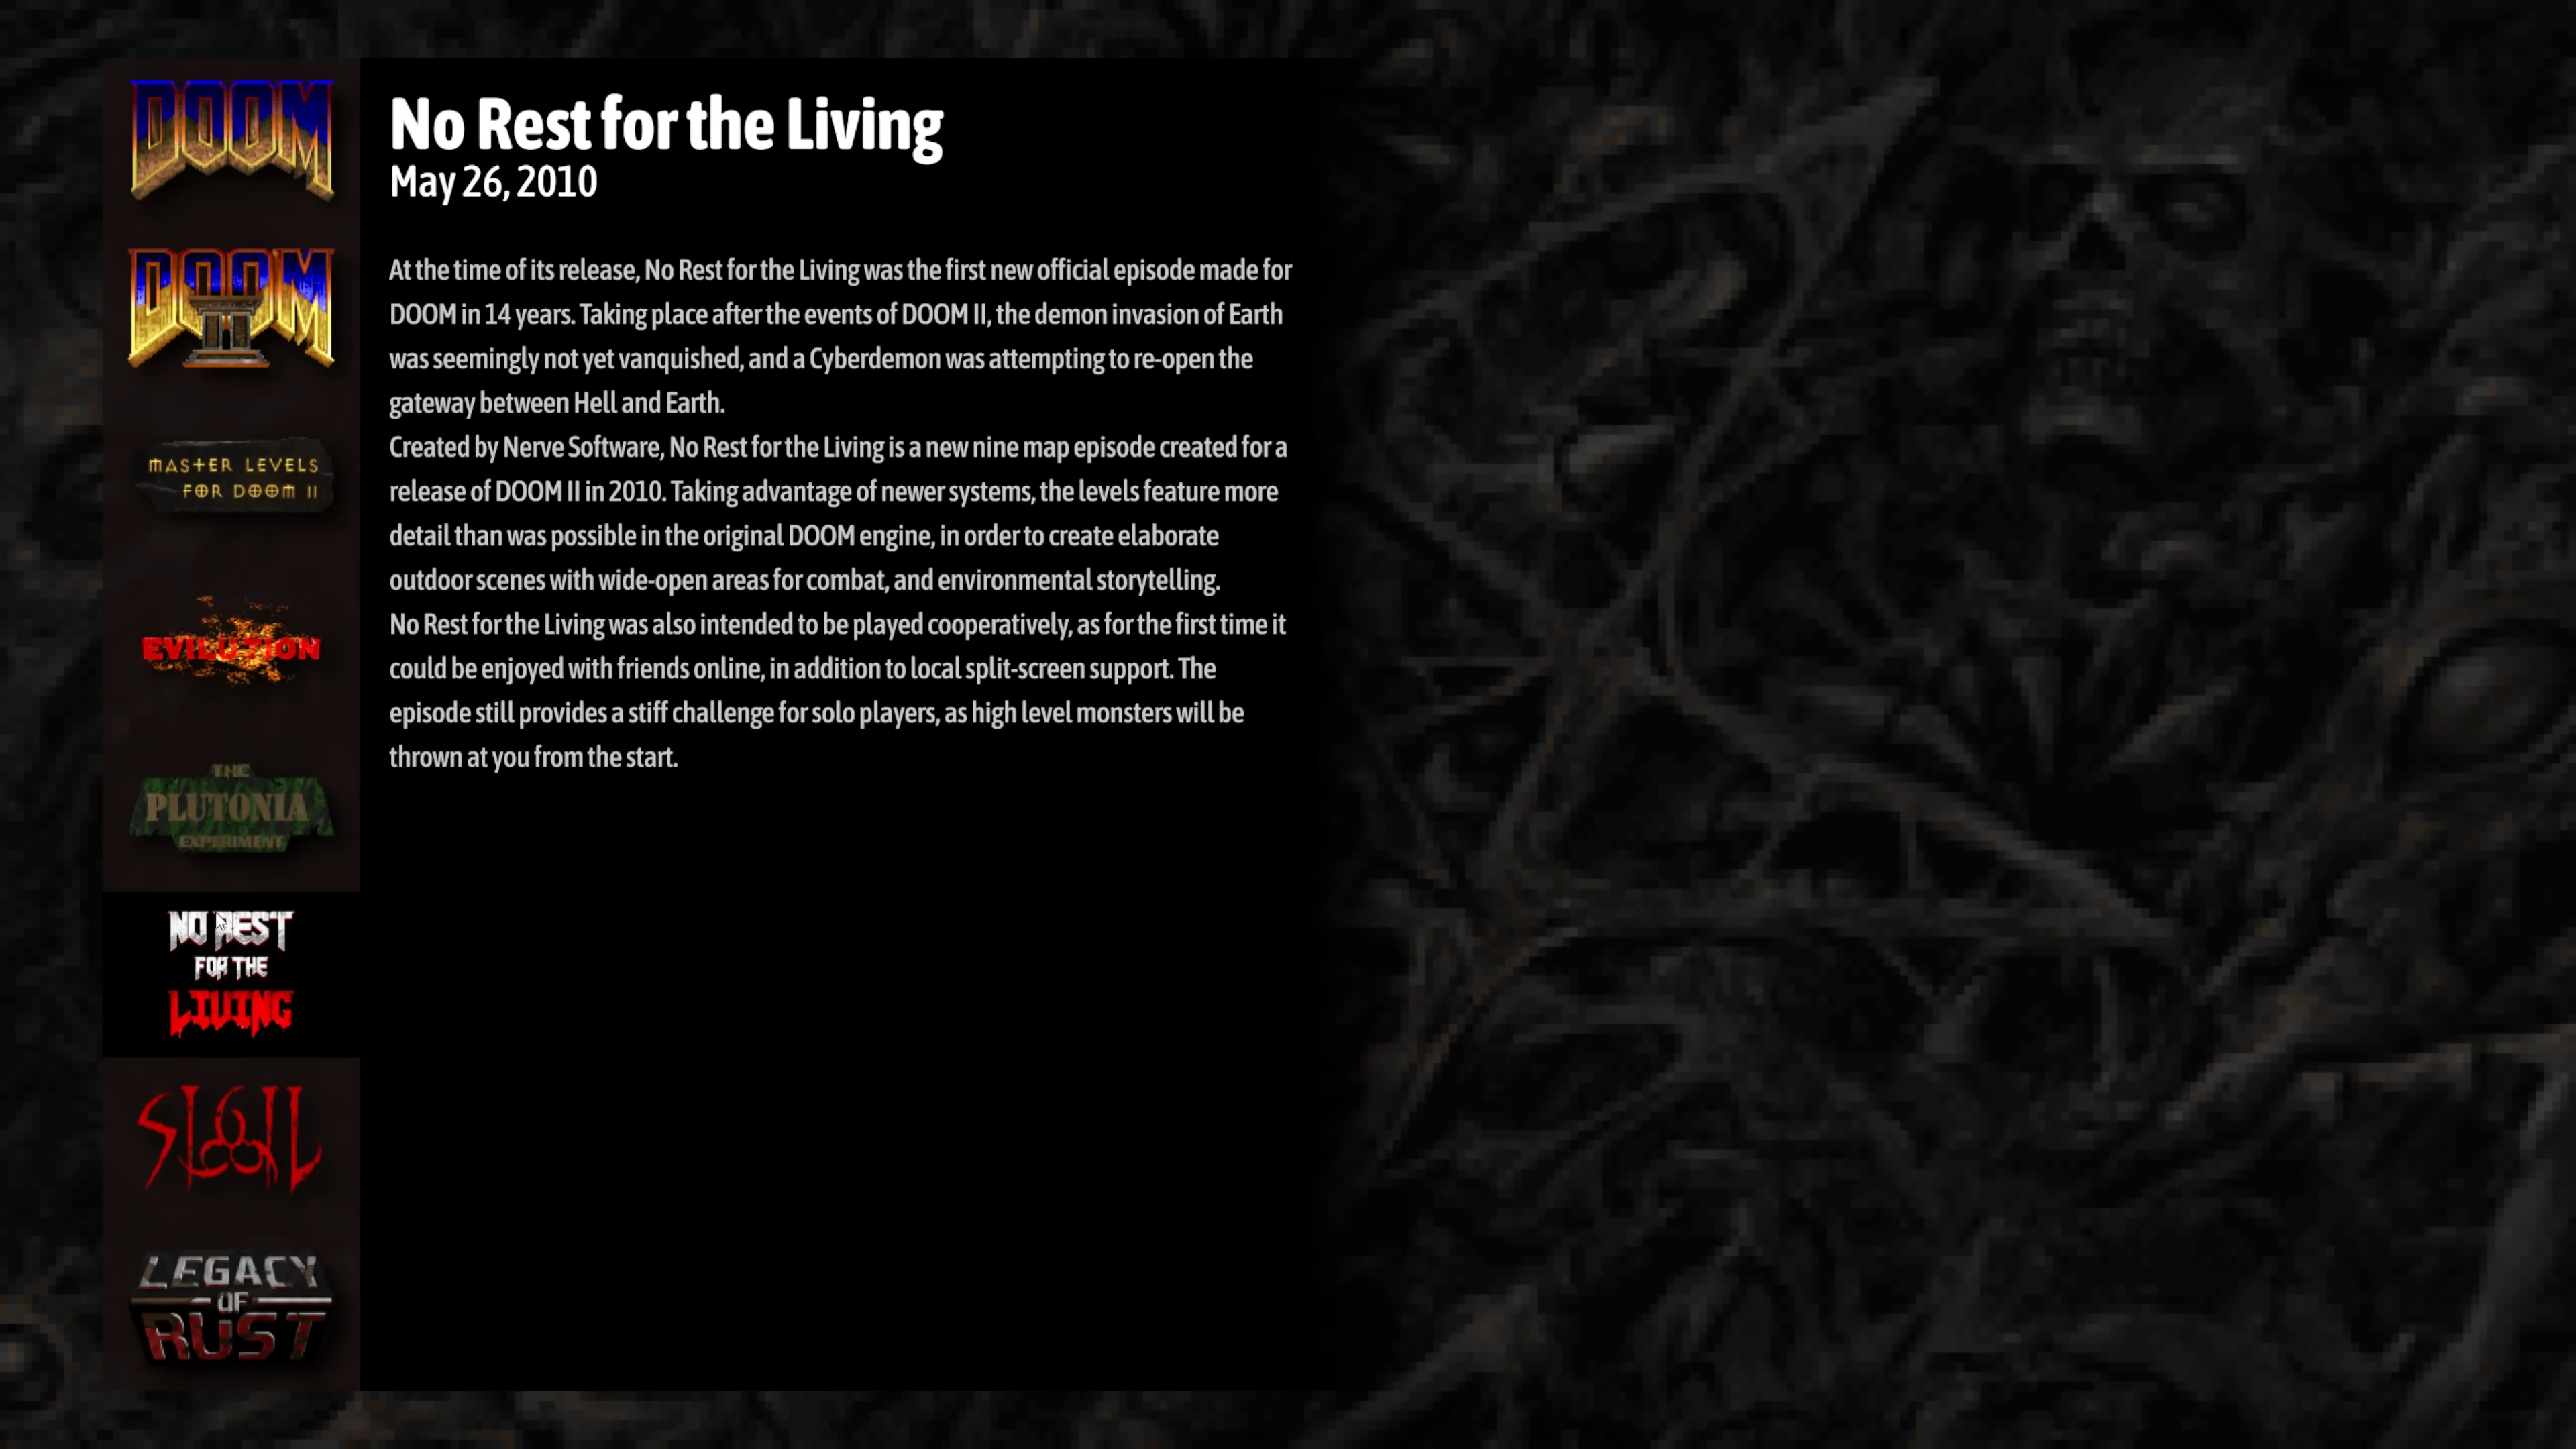 DOOM
DOOM II
MASTER LEVELS
FOR DOOM II
EVILUTION
THE
PLUTONIA
EXPERIMENT
NO REST
FOR THE
LIVING
SIGIL
LEGACY
OF
RUST
No Rest for the Living
May 26, 2010
At the time of its release, No Rest for the Living was the first new official episode made for
DOOM in 14 years. Taking place after the events of DOOM II, the demon invasion of Earth
was seemingly not yet vanquished, and a Cyberdemon was attempting to re-open the
gateway between Hell and Earth.
Created by Nerve Software, No Rest for the Living is a new nine map episode created for a
release of DOOM II in 2010. Taking advantage of newer systems, the levels feature more
detail than was possible in the original DOOM engine, in order to create elaborate
outdoor scenes with wide-open areas for combat, and environmental storytelling.
No Rest for the Living was also intended to be played cooperatively, as for the first time it
could be enjoyed with friends online, in addition to local split-screen support. The
episode still provides a stiff challenge for solo players, as high level monsters will be
thrown at you from the start.